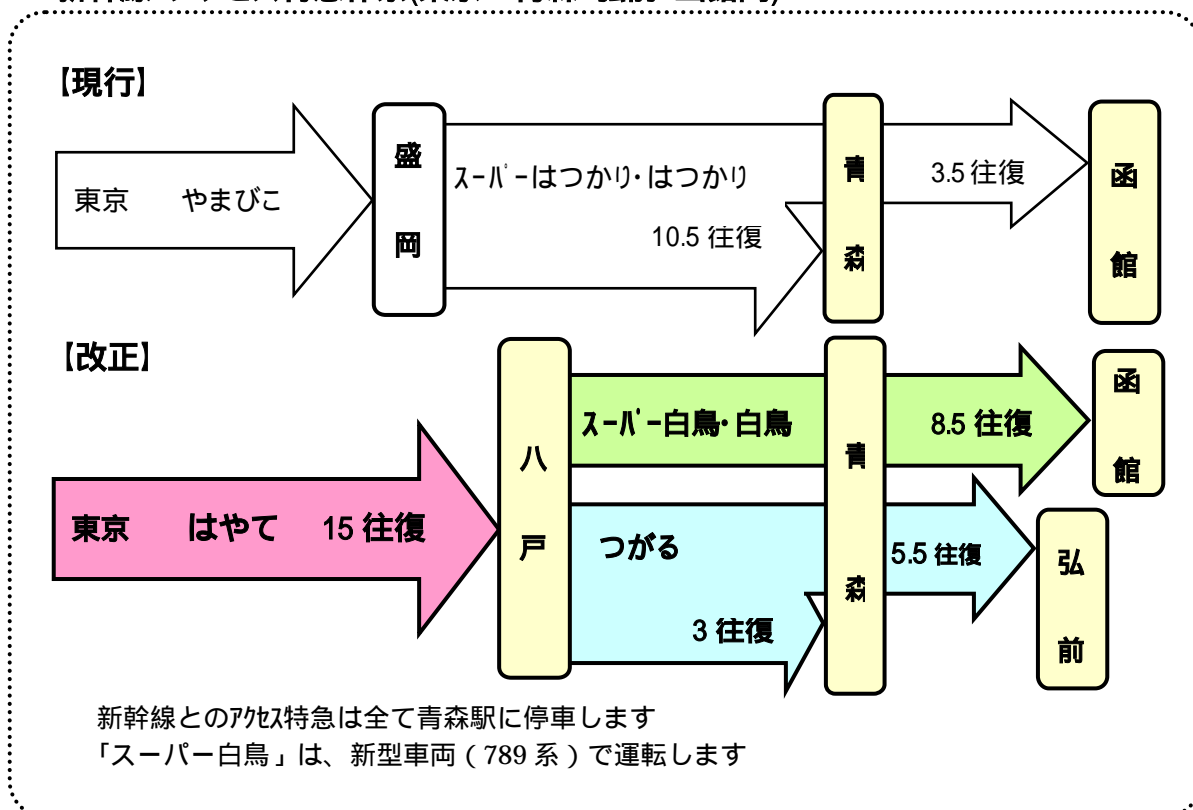 【現行】
東京 やまびこ
盛岡
スーパーはつかり・はつかり
10.5 往復
青森
3.5 往復
函館
【改正】
東京 はやて 15 往復
八戸
スーパー白鳥・白鳥
8.5 往復
函館
つがる
3 往復
青森
5.5 往復
弘前
新幹線とのアクセス特急は全て青森駅に停車します
「スーパー白鳥」は、新型車両(789 系)で運転します